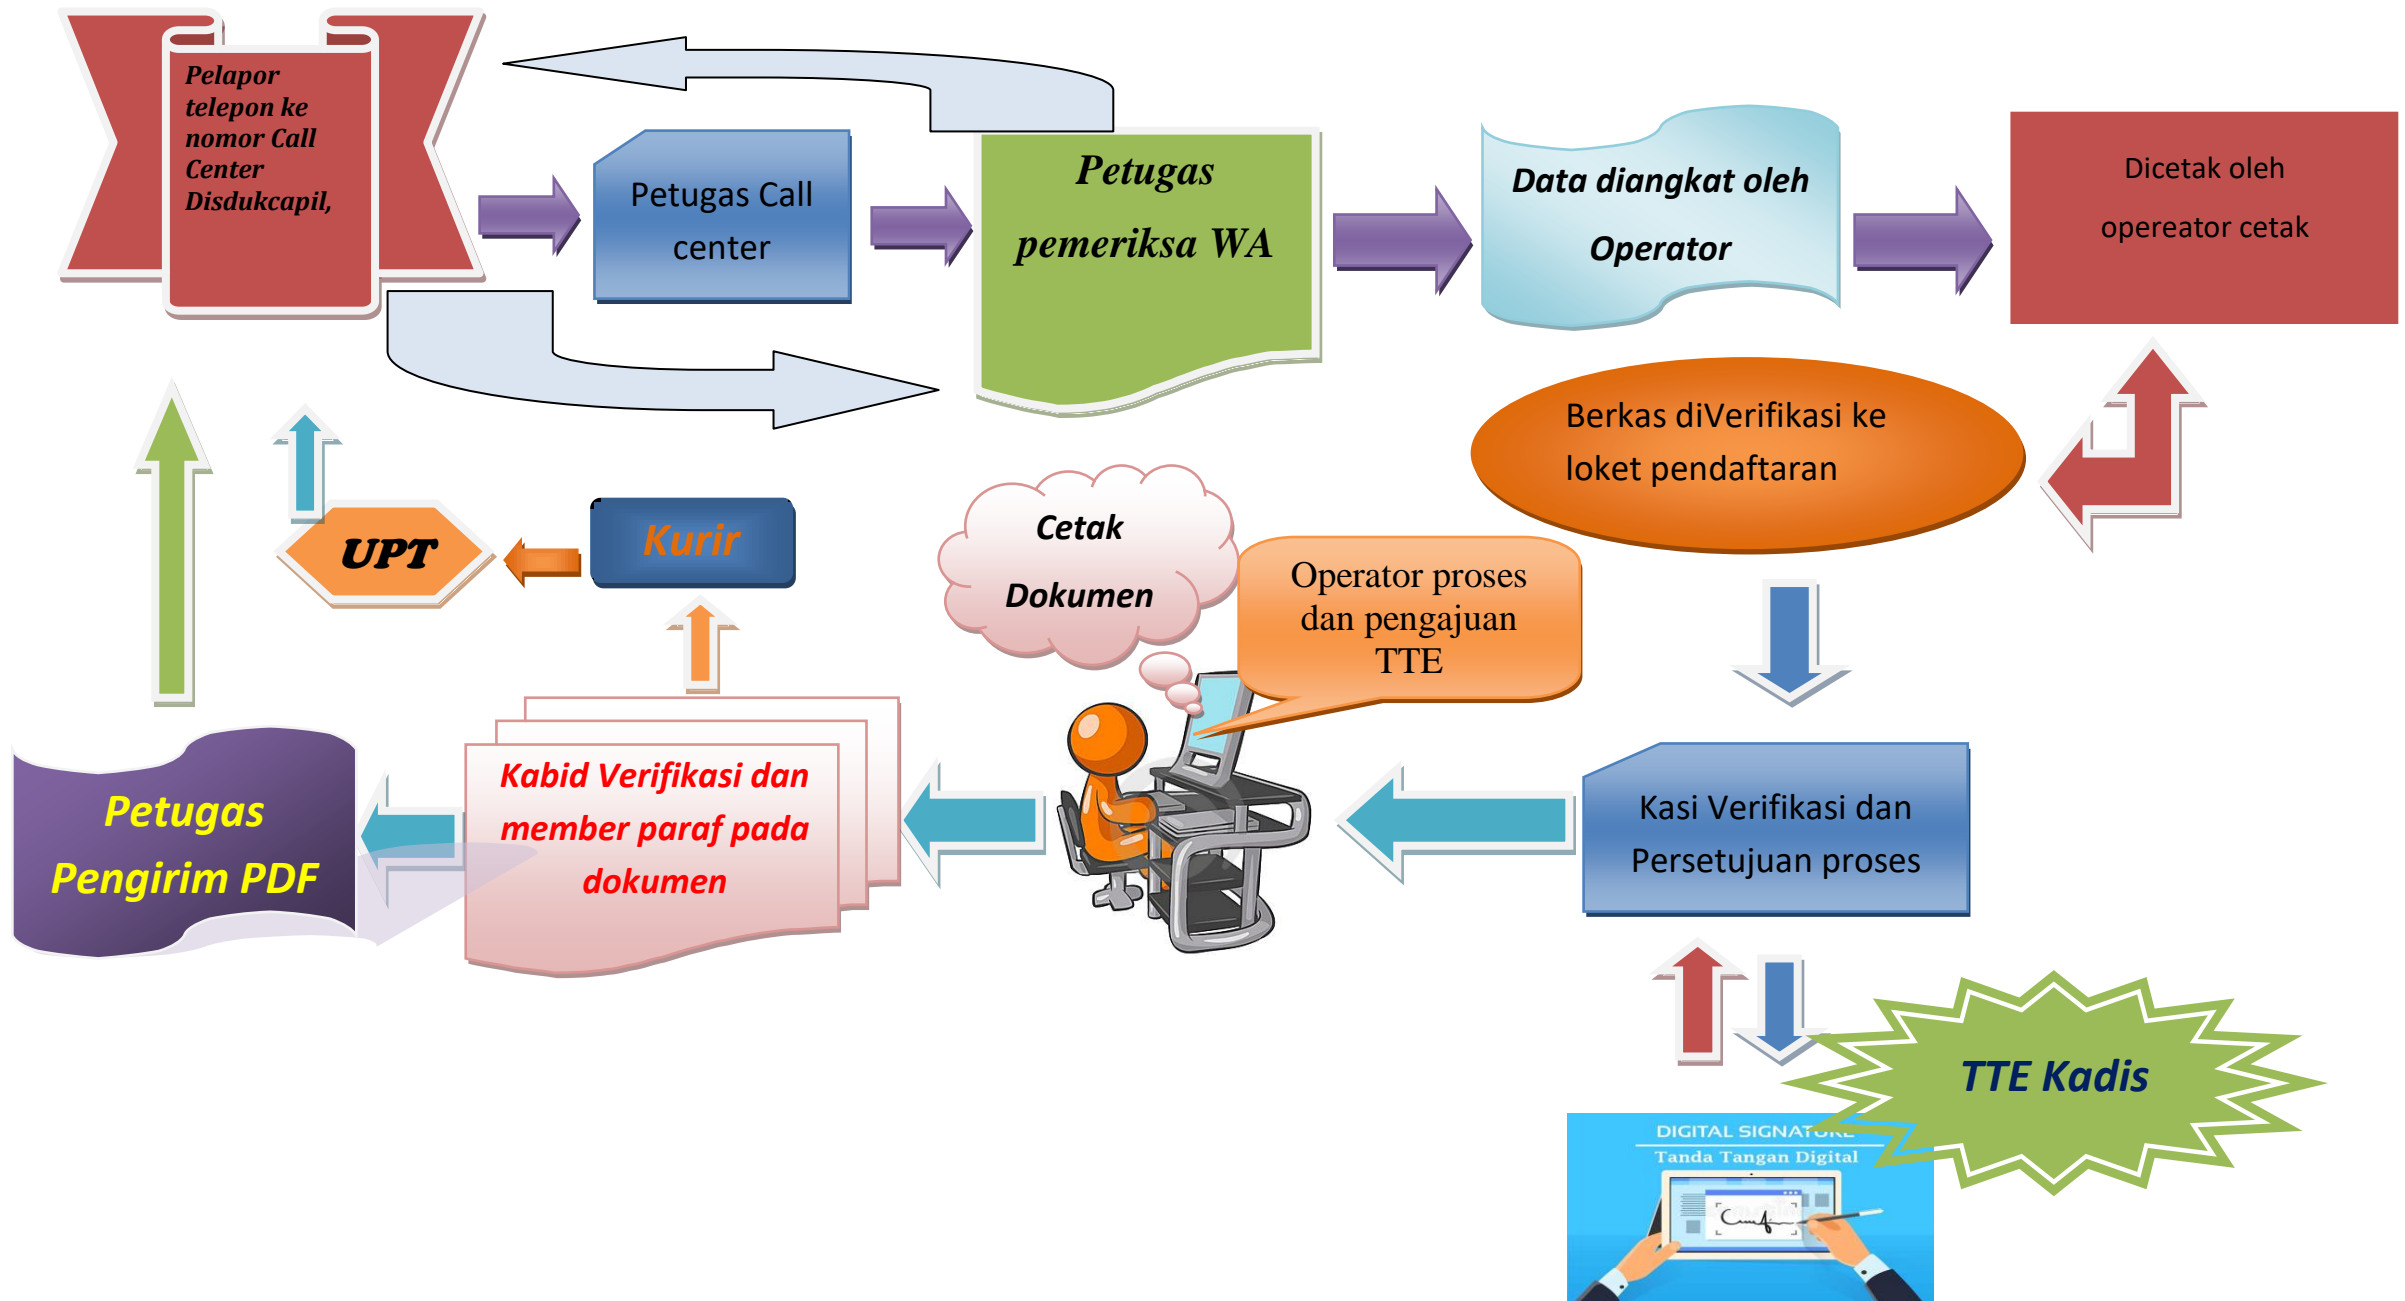 Pelapor
telepon ke
nomor Call
Center
Disdukcapil,
Petugas Call
center
Petugas
pemeriksa WA
Data diangkat oleh
Operator
Dicetak oleh
opereator cetak
Berkas diVerifikasi ke
loket pendaftaran
UPT
Kurir
Cetak
Dokumen
Operator proses
dan pengajuan
TTE
Petugas
Pengirim PDF
Kabid Verifikasi dan
member paraf pada
dokumen
Kasi Verifikasi dan
Persetujuan proses
TTE Kadis
DIGITAL SIGNATURE
Tanda Tangan Digital